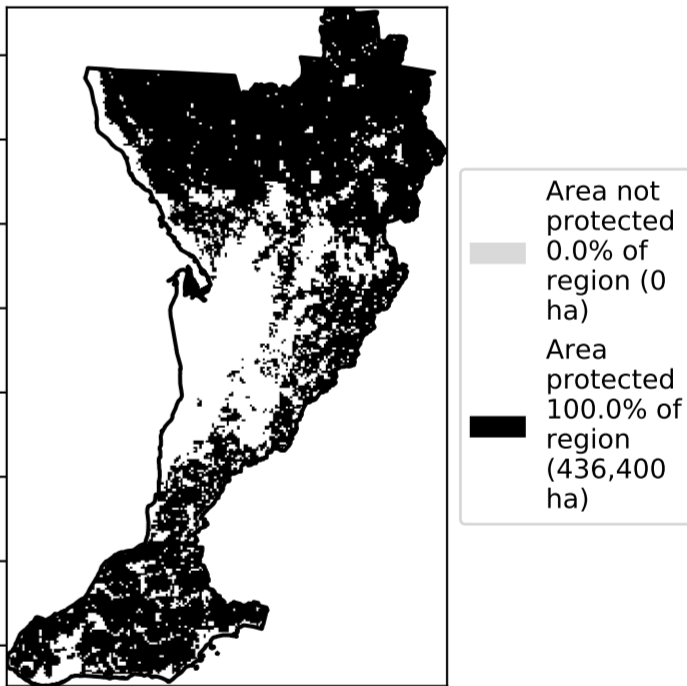 Area not
protected
0.0% of
region (0
ha)
Area
protected
100.0% of
region
(436,400
ha)